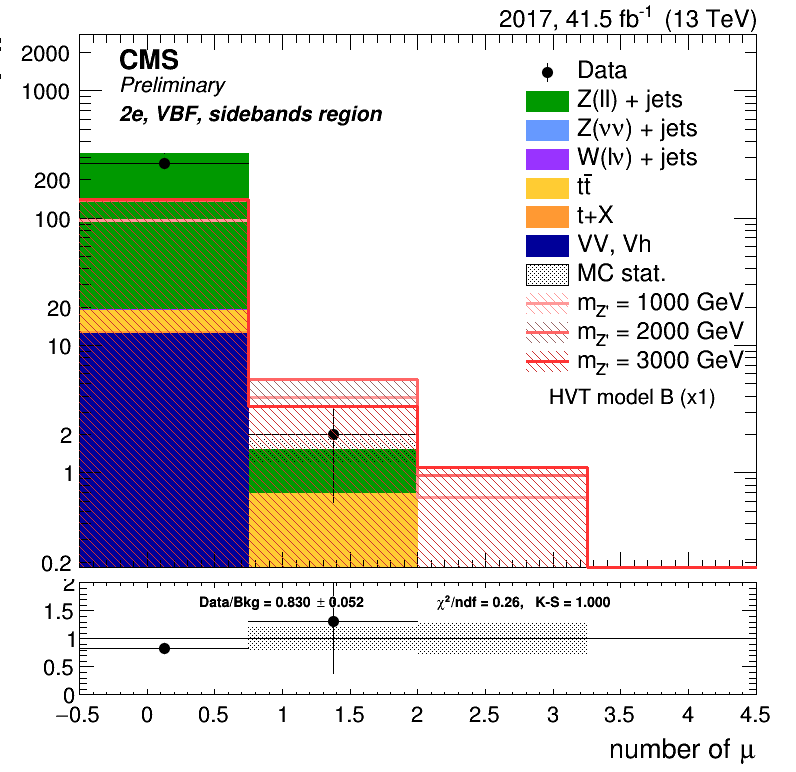 2017, 41.5 fb⁻¹ (13 TeV)
CMS
Preliminary
2e, VBF, sidebands region
Data
Z(ll) + jets
Z(νν) + jets
W(lν) + jets
tt̄
t+X
VV, Vh
MC stat.
m_Z' = 1000 GeV
m_Z' = 2000 GeV
m_Z' = 3000 GeV
HVT model B (x1)
2000
1000
200
100
20
10
2
1
0.2
Data/Bkg = 0.830 ± 0.052
χ²/ndf = 0.26, K-S = 1.000
2
1.5
1
0.5
0
−0.5 0 0.5 1 1.5 2 2.5 3 3.5 4 4.5
number of μ